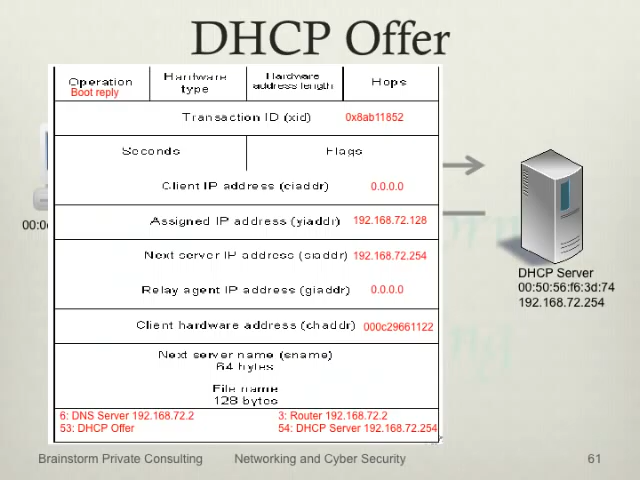 DHCP Offer
Operation
Boot reply
Hardware
type
Hardware
address length
Hops
Transaction ID (xid) 0x8ab11852
Seconds
Flags
Client IP address (ciaddr) 0.0.0.0
Assigned IP address (yiaddr) 192.168.72.128
Next server IP address (siaddr) 192.168.72.254
Relay agent IP address (giaddr) 0.0.0.0
Client hardware address (chaddr) 000c29661122
Next server name (sname)
64 bytes
File name
128 bytes
6: DNS Server 192.168.72.2 3: Router 192.168.72.2
53: DHCP Offer 54: DHCP Server 192.168.72.254
DHCP Server
00:50:56:f6:3d:74
192.168.72.254
Brainstorm Private Consulting Networking and Cyber Security 61